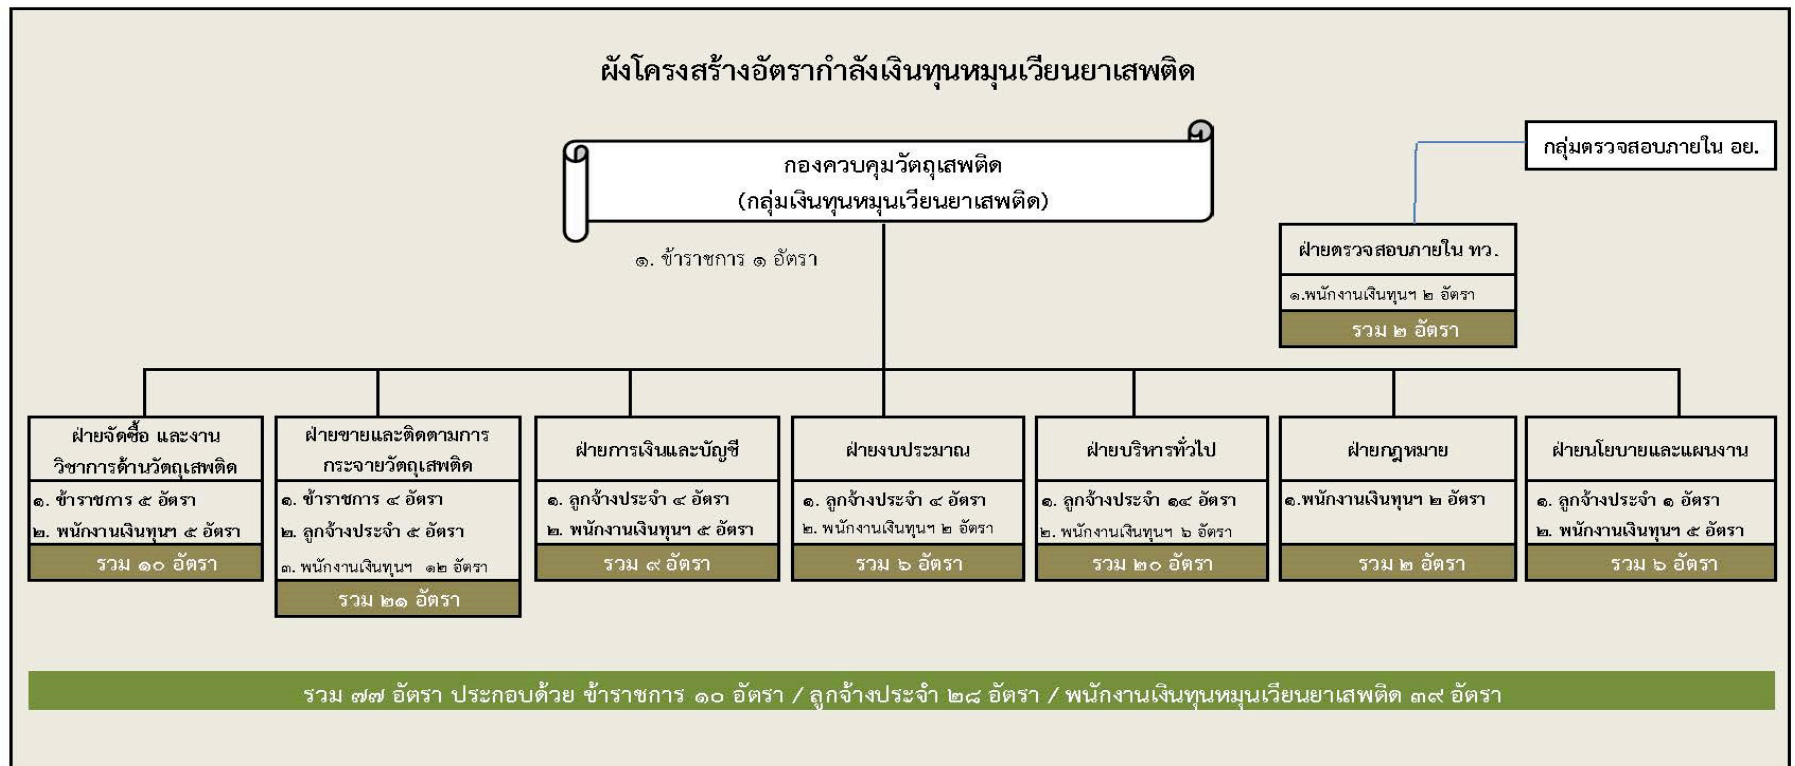 ผังโครงสร้างอัตรากำลังเงินทุนหมุนเวียนยาเสพติด
กลุ่มตรวจสอบภายใน อย.
กองควบคุมวัตถุเสพติด
(กลุ่มเงินทุนหมุนเวียนยาเสพติด)
๑. ข้าราชการ ๑ อัตรา
ฝ่ายตรวจสอบภายใน ทว.
๑.พนักงานเงินทุนฯ ๒ อัตรา
รวม ๒ อัตรา
ฝ่ายจัดซื้อ และงาน
วิชาการด้านวัตถุเสพติด
๑. ข้าราชการ ๕ อัตรา
๒. พนักงานเงินทุนฯ ๕ อัตรา
รวม ๑๐ อัตรา
ฝ่ายขายและติดตามการ
กระจายวัตถุเสพติด
๑. ข้าราชการ ๔ อัตรา
๒. ลูกจ้างประจำ ๕ อัตรา
๓. พนักงานเงินทุนฯ ๑๒ อัตรา
รวม ๒๑ อัตรา
ฝ่ายการเงินและบัญชี
๑. ลูกจ้างประจำ ๔ อัตรา
๒. พนักงานเงินทุนฯ ๕ อัตรา
รวม ๙ อัตรา
ฝ่ายงบประมาณ
๑. ลูกจ้างประจำ ๔ อัตรา
๒. พนักงานเงินทุนฯ ๒ อัตรา
รวม ๖ อัตรา
ฝ่ายบริหารทั่วไป
๑. ลูกจ้างประจำ ๑๔ อัตรา
๒. พนักงานเงินทุนฯ ๖ อัตรา
รวม ๒๐ อัตรา
ฝ่ายกฎหมาย
๑.พนักงานเงินทุนฯ ๒ อัตรา
รวม ๒ อัตรา
ฝ่ายนโยบายและแผนงาน
๑. ลูกจ้างประจำ ๑ อัตรา
๒. พนักงานเงินทุนฯ ๕ อัตรา
รวม ๖ อัตรา
รวม ๗๗ อัตรา ประกอบด้วย ข้าราชการ ๑๐ อัตรา / ลูกจ้างประจำ ๒๘ อัตรา / พนักงานเงินทุนหมุนเวียนยาเสพติด ๓๙ อัตรา